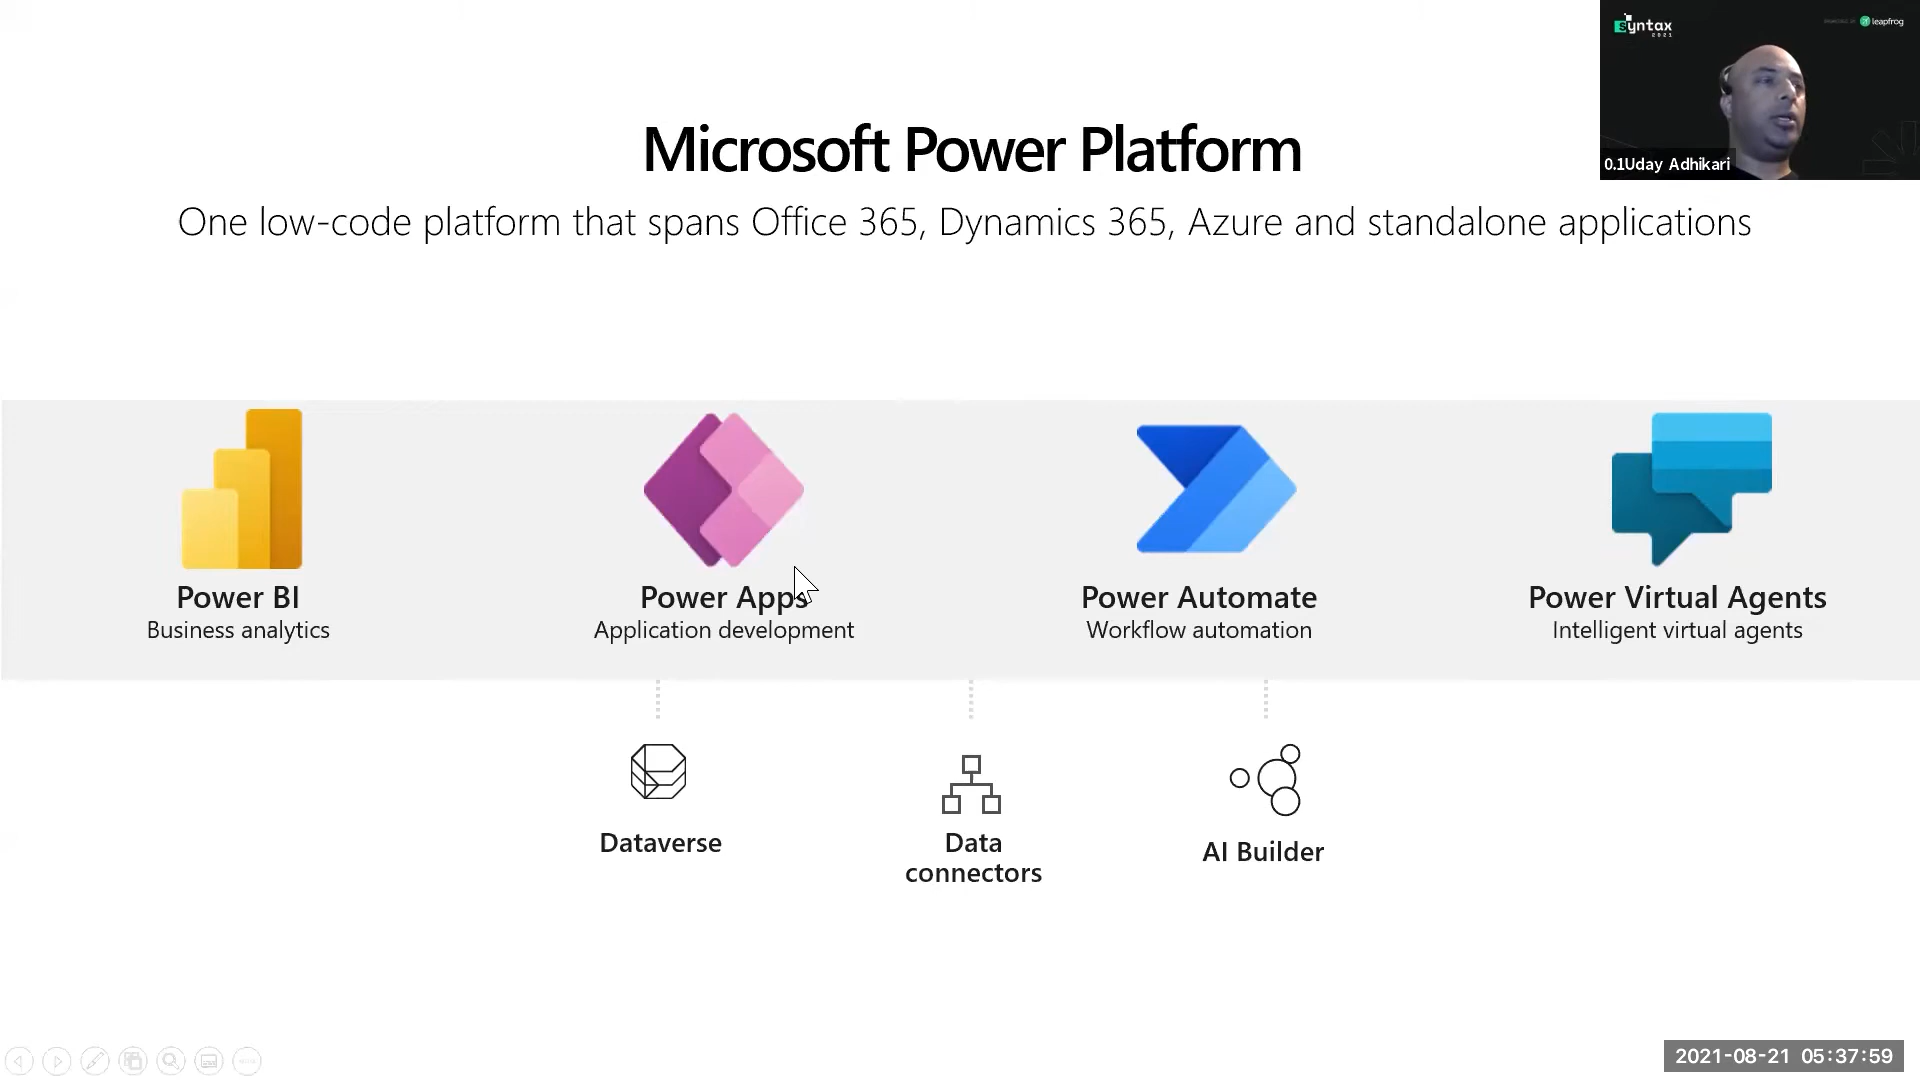 syntax
2021
leapfrog
0.1Uday Adhikari
Microsoft Power Platform
One low-code platform that spans Office 365, Dynamics 365, Azure and standalone applications
Power BI
Business analytics
Power Apps
Application development
Power Automate
Workflow automation
Power Virtual Agents
Intelligent virtual agents
Dataverse
Data
connectors
AI Builder
2021-08-21 05:37:59